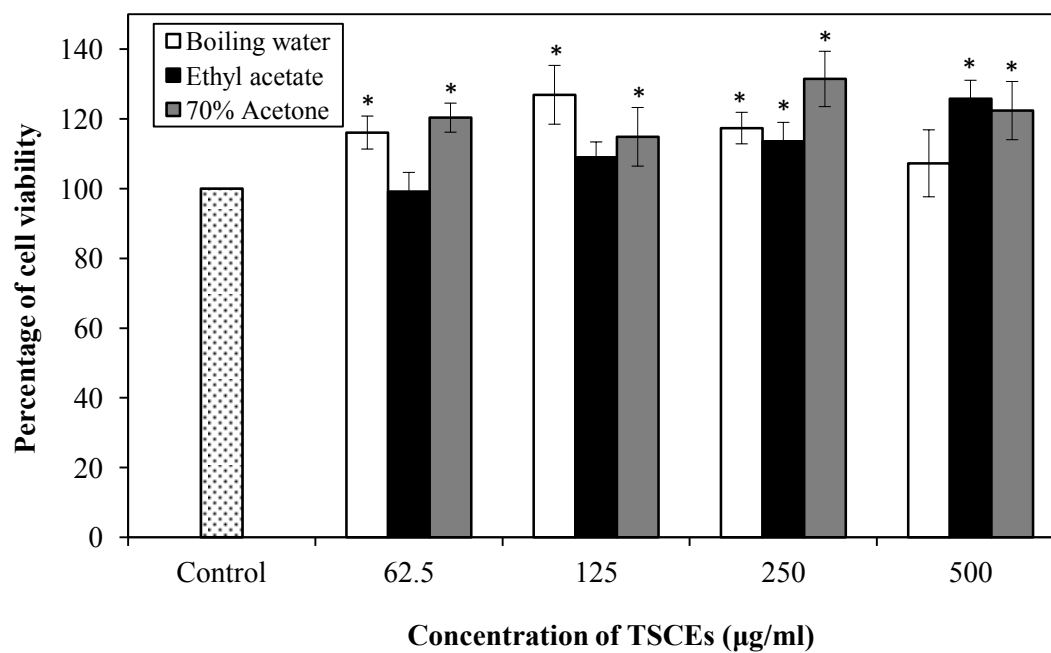 140
120
100
80
60
40
20
0
Percentage of cell viability
Boiling water
Ethyl acetate
70% Acetone
* * * * * * * * *
Control 62.5 125 250 500
Concentration of TSCEs (µg/ml)